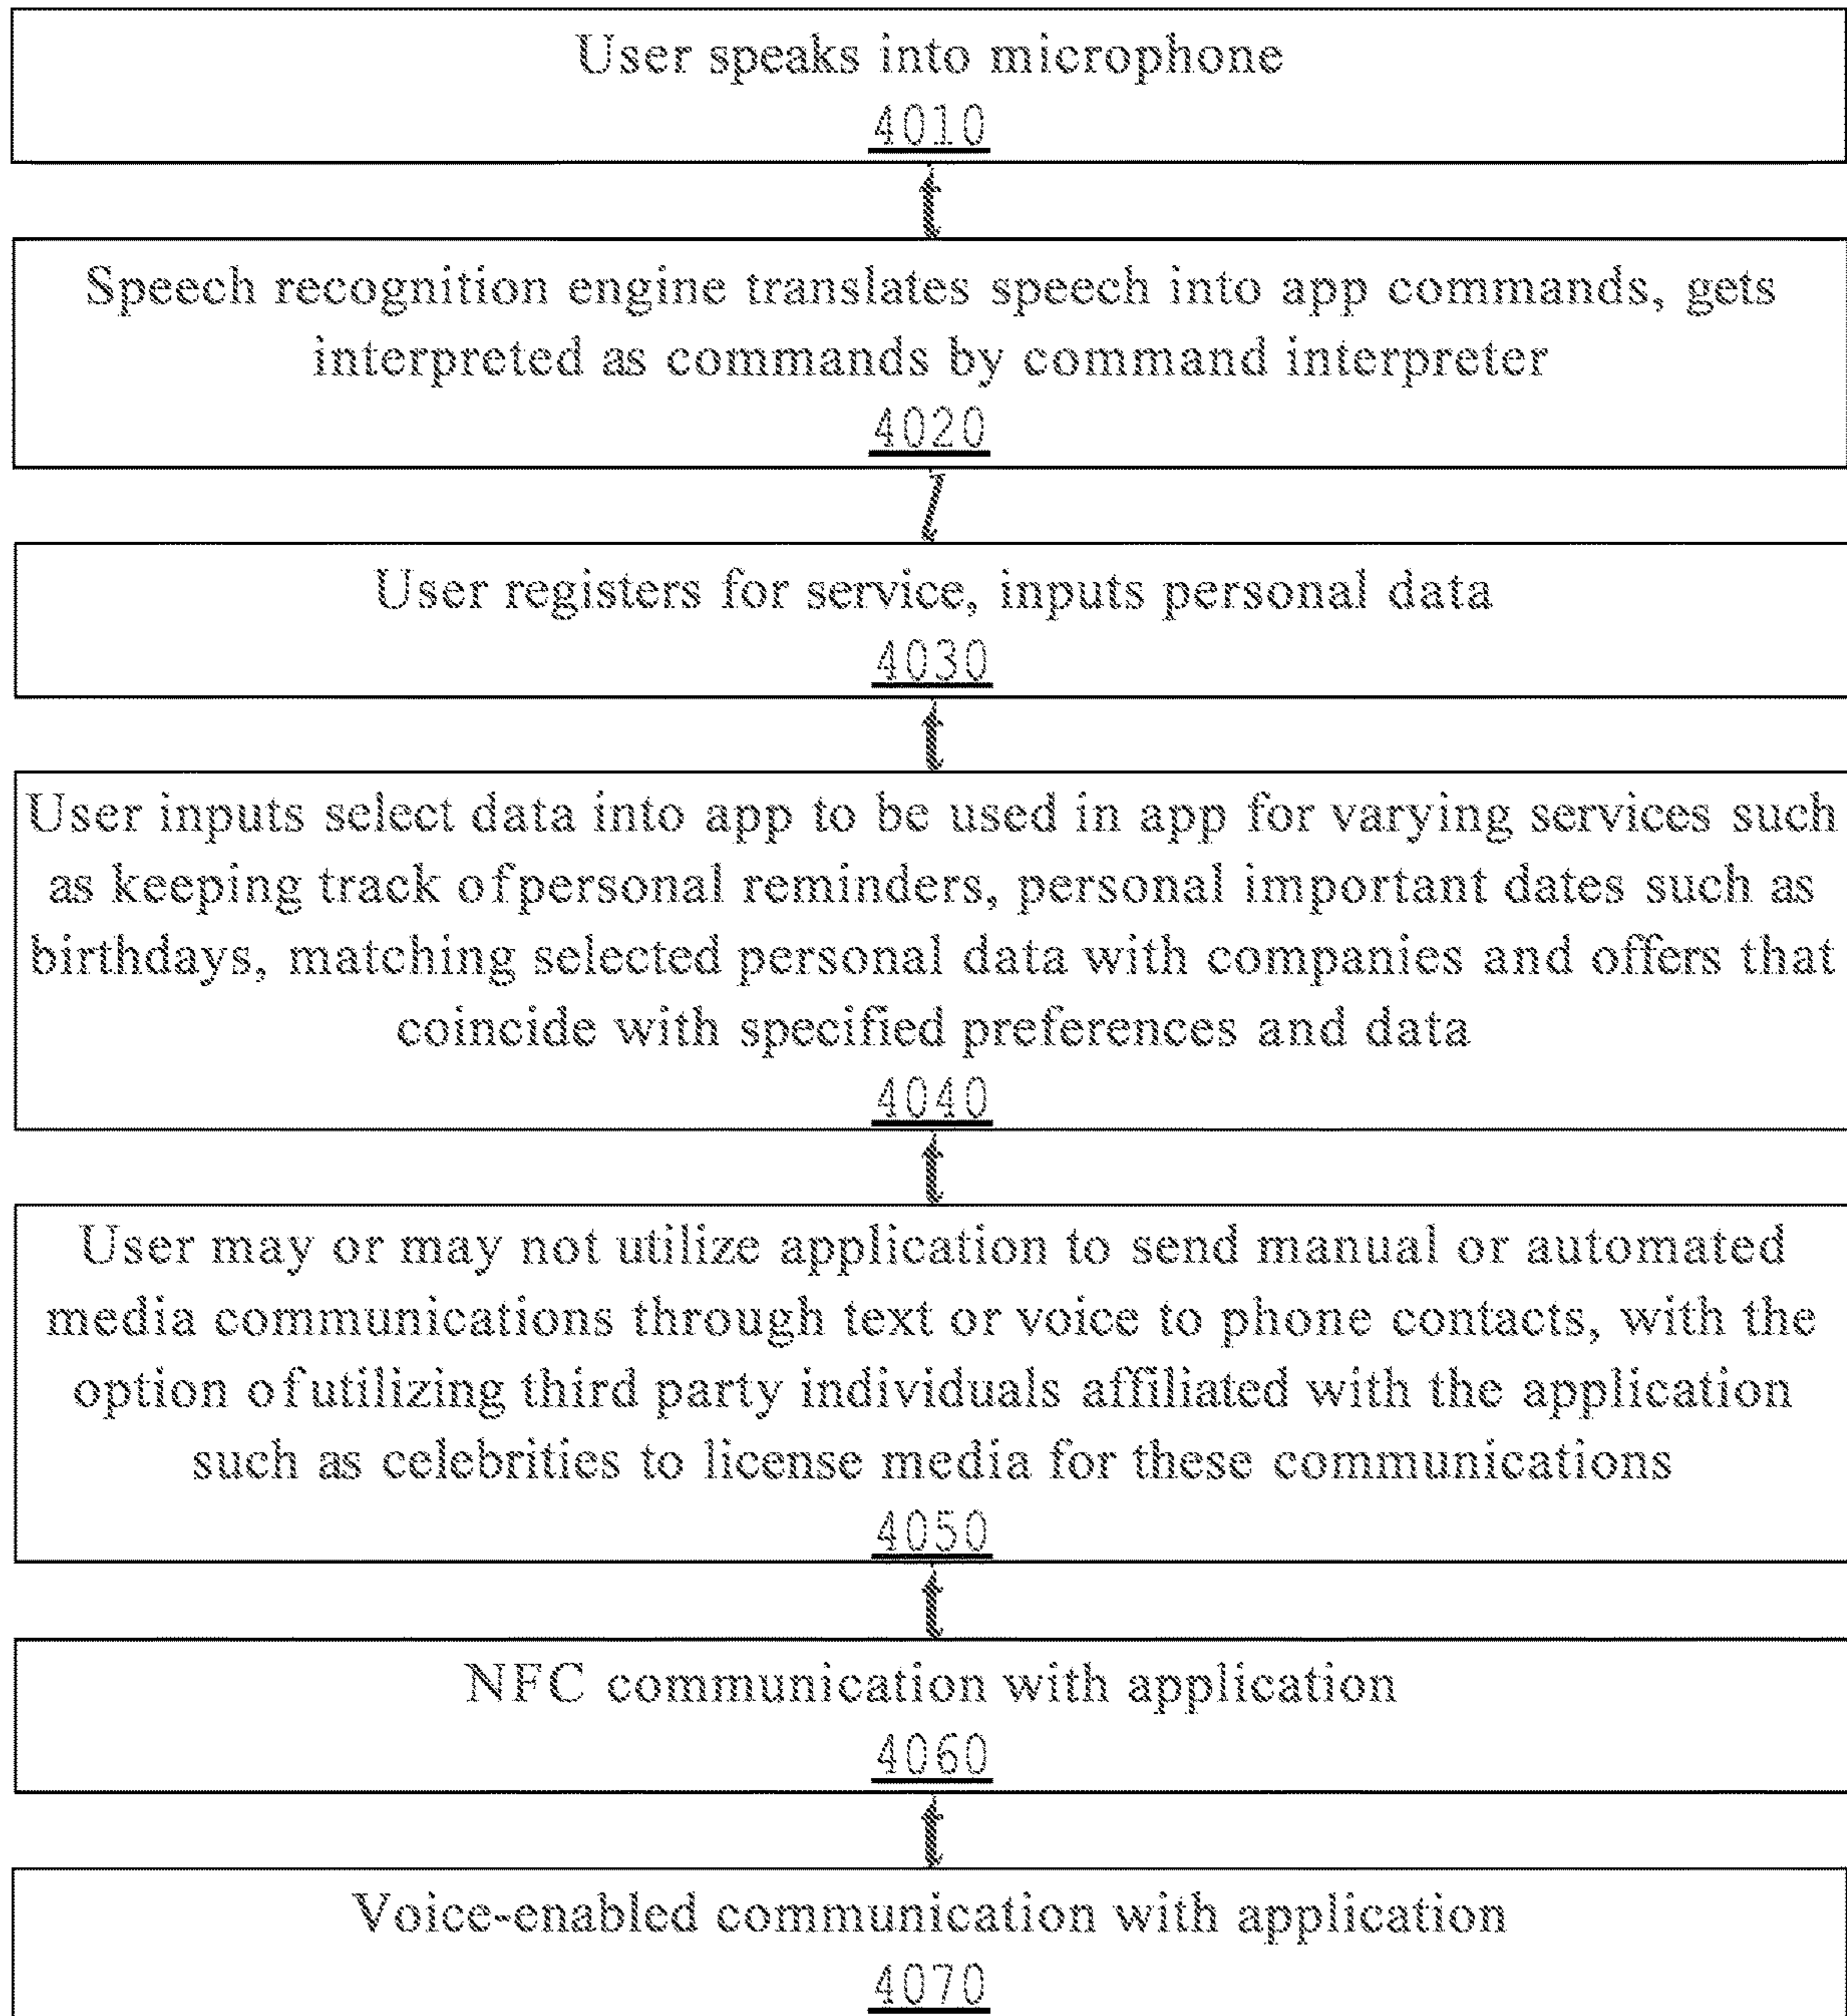 User speaks into microphone
4010
Speech recognition engine translates speech into app commands, gets
interpreted as commands by command interpreter
4020
User registers for service, inputs personal data
4030
User inputs select data into app to be used in app for varying services such
as keeping track of personal reminders, personal important dates such as
birthdays, matching selected personal data with companies and offers that
coincide with specified preferences and data
4040
User may or may not utilize application to send manual or automated
media communications through text or voice to phone contacts, with the
option of utilizing third party individuals affiliated with the application
such as celebrities to license media for these communications
4050
NFC communication with application
4060
Voice-enabled communication with application
4070